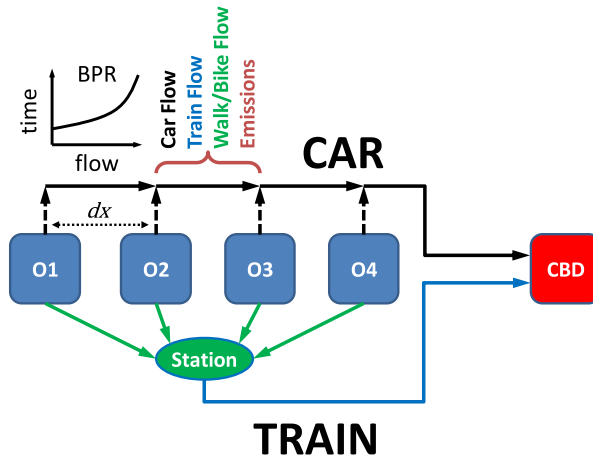 BPR
time
flow
Car Flow
Train Flow
Walk/Bike Flow
Emissions
CAR
dx
O1
O2
O3
O4
CBD
Station
TRAIN